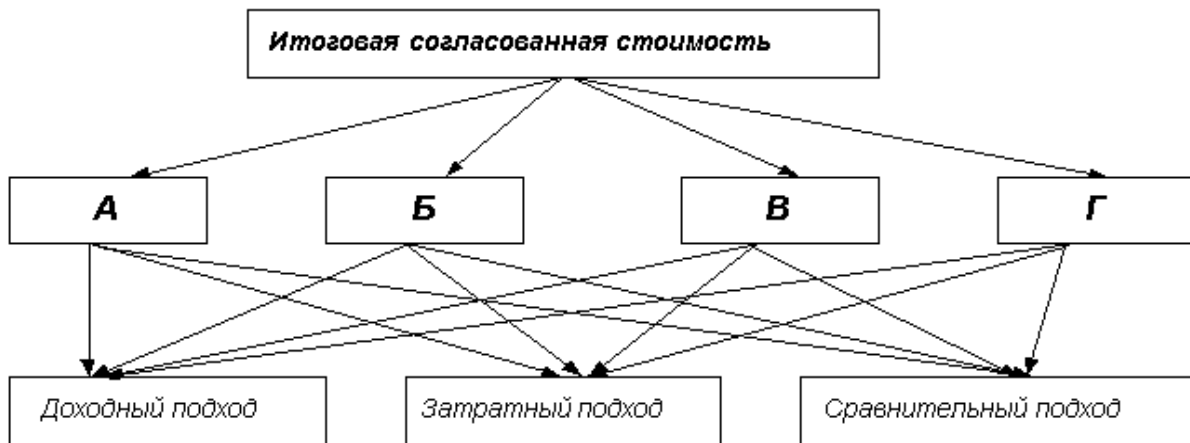 Итоговая согласованная стоимость
А
Б
В
Г
Доходный подход
Затратный подход
Сравнительный подход